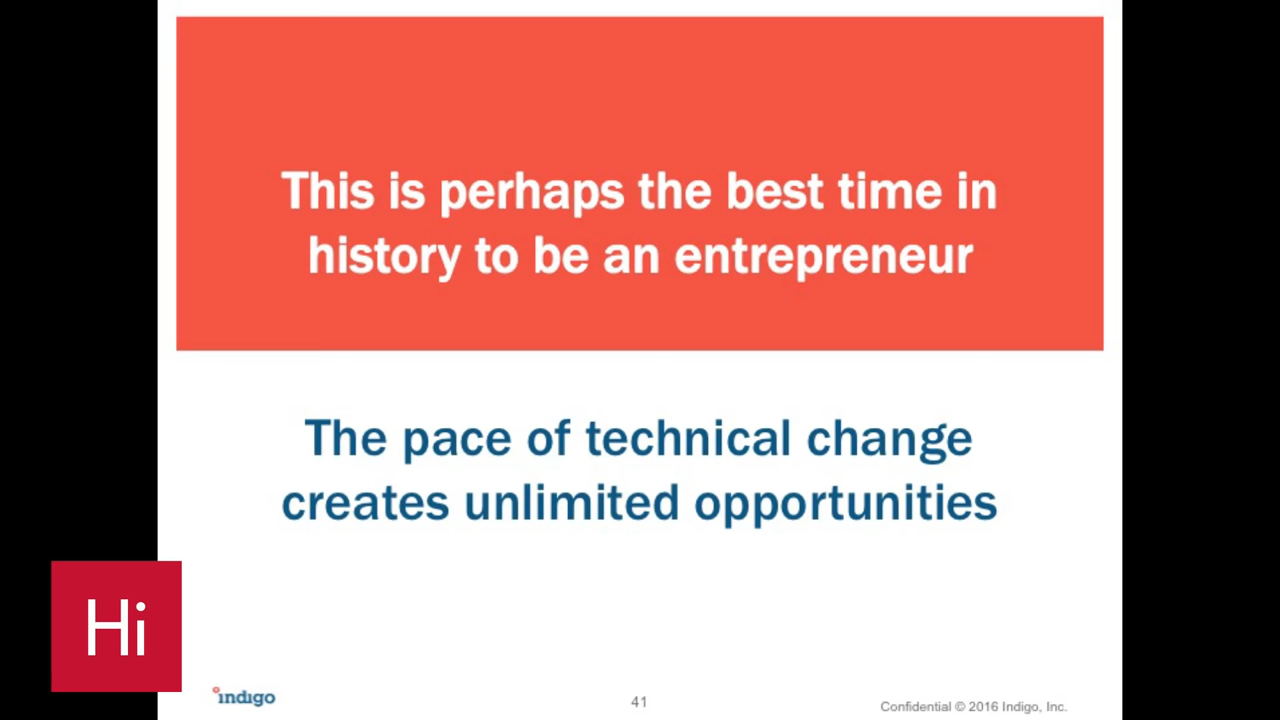 This is perhaps the best time in
history to be an entrepreneur
The pace of technical change
creates unlimited opportunities
Hi
indigo
41
Confidential © 2016 Indigo, Inc.